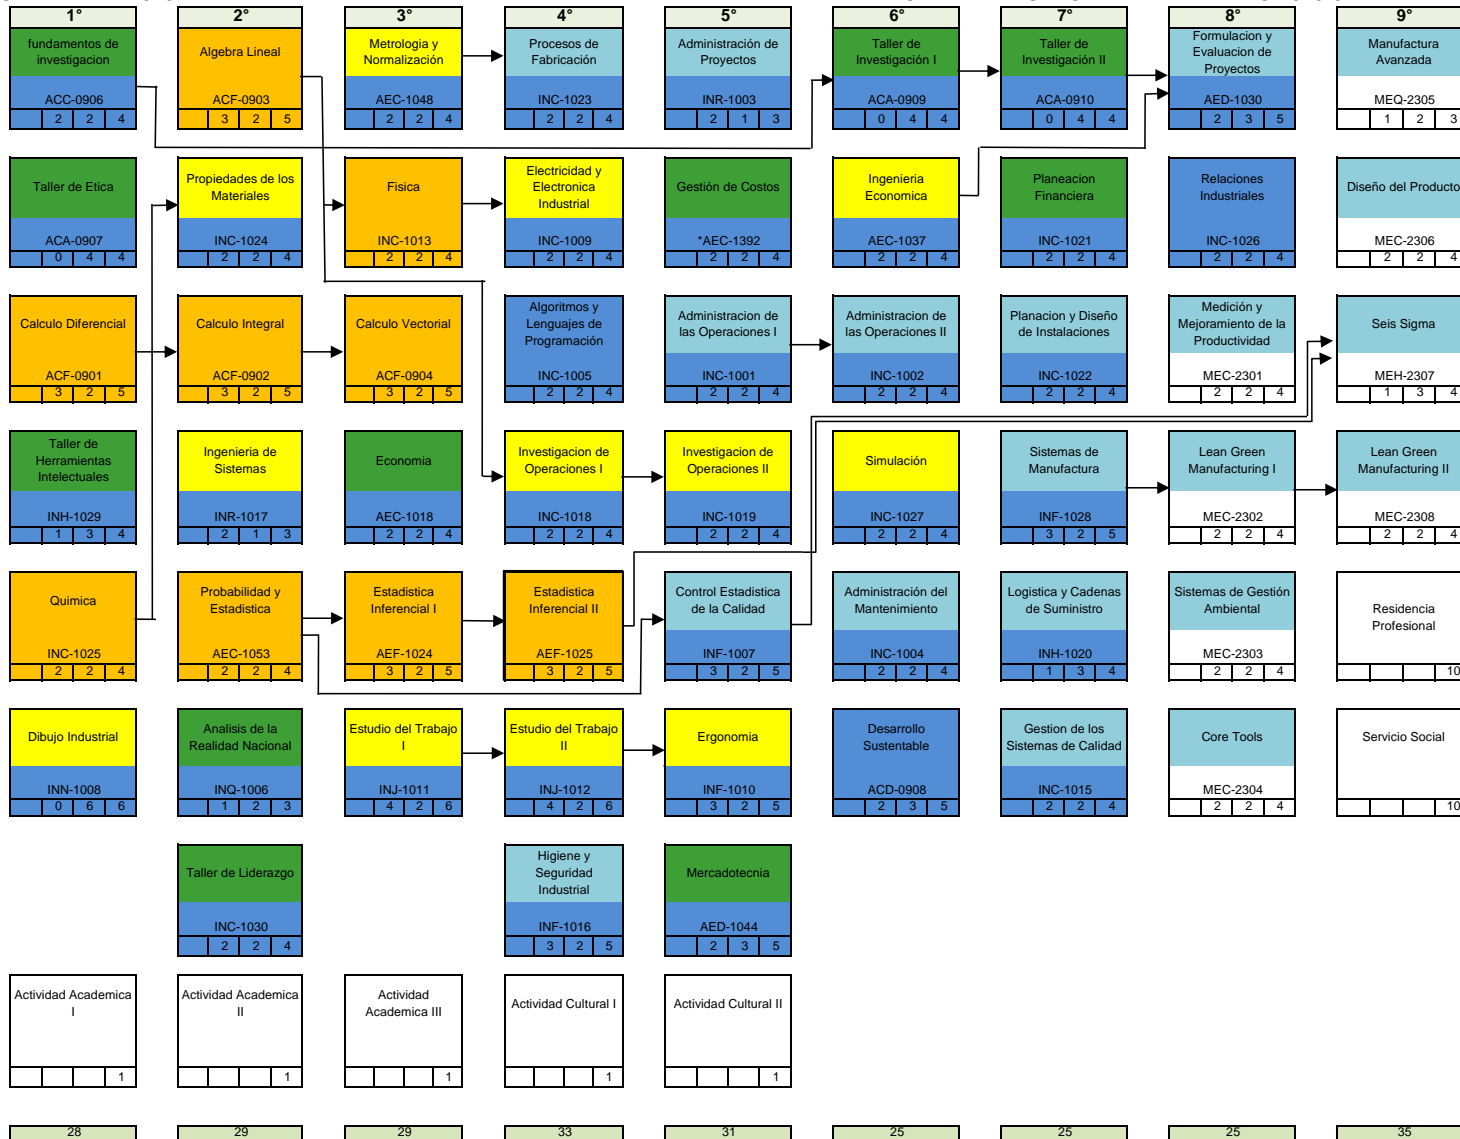 1° 2° 3° 4° 5° 6° 7° 8° 9°
fundamentos de
investigacion
ACC-0906
2 2 4
Algebra Lineal
ACF-0903
3 2 5
Metrologia y
Normalización
AEC-1048
2 2 4
Procesos de
Fabricación
INC-1023
2 2 4
Administración de
Proyectos
INR-1003
2 1 3
Taller de
Investigación I
ACA-0909
0 4 4
Taller de
Investigación II
ACA-0910
0 4 4
Formulacion y
Evaluacion de
Proyectos
AED-1030
2 3 5
Manufactura
Avanzada
MEQ-2305
1 2 3
Taller de Etica
ACA-0907
0 4 4
Propiedades de los
Materiales
INC-1024
2 2 4
Fisica
INC-1013
2 2 4
Electricidad y
Electronica
Industrial
INC-1009
2 2 4
Gestión de Costos
*AEC-1392
2 2 4
Ingenieria
Economica
AEC-1037
2 2 4
Planeacion
Financiera
INC-1021
2 2 4
Relaciones
Industriales
INC-1026
2 2 4
Diseño del Producto
MEC-2306
2 2 4
Calculo Diferencial
ACF-0901
3 2 5
Calculo Integral
ACF-0902
3 2 5
Calculo Vectorial
ACF-0904
3 2 5
Algoritmos y
Lenguajes de
Programación
INC-1005
2 2 4
Administracion de
las Operaciones I
INC-1001
2 2 4
Administracion de
las Operaciones II
INC-1002
2 2 4
Planacion y Diseño
de Instalaciones
INC-1022
2 2 4
Medición y
Mejoramiento de la
Productividad
MEC-2301
2 2 4
Seis Sigma
MEH-2307
1 3 4
Taller de
Herramientas
Intelectuales
INH-1029
1 3 4
Ingenieria de
Sistemas
INR-1017
2 1 3
Economia
AEC-1018
2 2 4
Investigacion de
Operaciones I
INC-1018
2 2 4
Investigacion de
Operaciones II
INC-1019
2 2 4
Simulación
INC-1027
2 2 4
Sistemas de
Manufactura
INF-1028
3 2 5
Lean Green
Manufacturing I
MEC-2302
2 2 4
Lean Green
Manufacturing II
MEC-2308
2 2 4
Quimica
INC-1025
2 2 4
Probabilidad y
Estadistica
AEC-1053
2 2 4
Estadistica
Inferencial I
AEF-1024
3 2 5
Estadistica
Inferencial II
AEF-1025
3 2 5
Control Estadistica
de la Calidad
INF-1007
3 2 5
Administración del
Mantenimiento
INC-1004
2 2 4
Logistica y Cadenas
de Suministro
INH-1020
1 3 4
Sistemas de Gestión
Ambiental
MEC-2303
2 2 4
Residencia
Profesional
10
Dibujo Industrial
INN-1008
0 6 6
Analisis de la
Realidad Nacional
INQ-1006
1 2 3
Estudio del Trabajo
I
INJ-1011
4 2 6
Estudio del Trabajo
II
INJ-1012
4 2 6
Ergonomia
INF-1010
3 2 5
Desarrollo
Sustentable
ACD-0908
2 3 5
Gestion de los
Sistemas de Calidad
INC-1015
2 2 4
Core Tools
MEC-2304
2 2 4
Servicio Social
10
Taller de Liderazgo
INC-1030
2 2 4
Higiene y
Seguridad
Industrial
INF-1016
3 2 5
Mercadotecnia
AED-1044
2 3 5
Actividad Academica
I
1
Actividad Academica
II
1
Actividad
Academica III
1
Actividad Cultural I
1
Actividad Cultural II
1
28 29 29 33 31 25 25 25 35